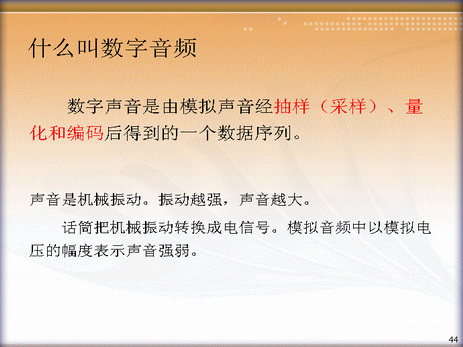 什么叫数字音频
数字声音是由模拟声音经抽样（采样）、量
化和编码后得到的一个数据序列。
声音是机械振动。振动越强，声音越大。
话筒把机械振动转换成电信号。模拟音频中以模拟电
压的幅度表示声音强弱。
44